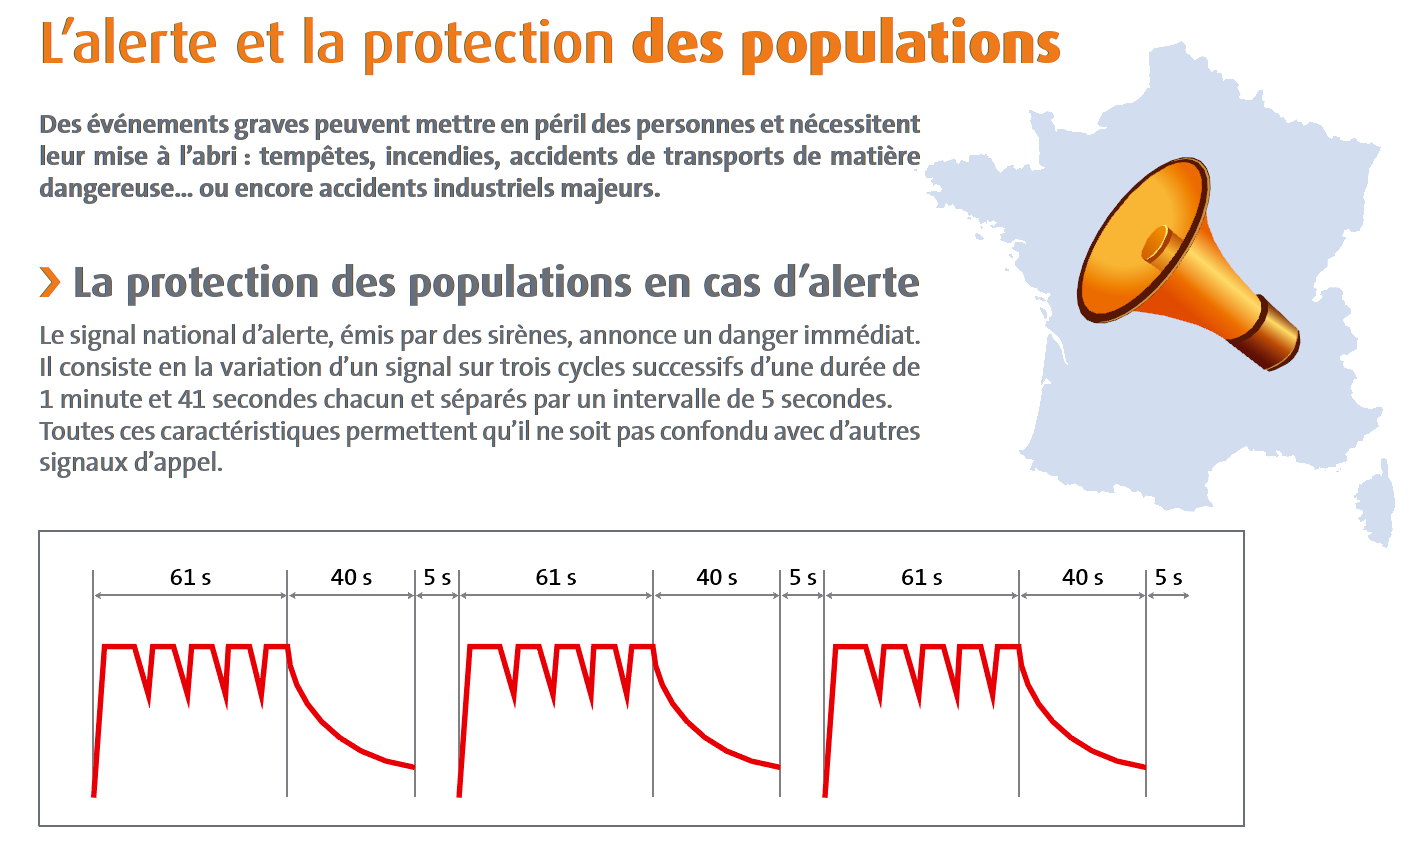 L’alerte et la protection des populations
Des événements graves peuvent mettre en péril des personnes et nécessitent
leur mise à l’abri : tempêtes, incendies, accidents de transports de matière
dangereuse... ou encore accidents industriels majeurs.
› La protection des populations en cas d’alerte
Le signal national d’alerte, émis par des sirènes, annonce un danger immédiat.
Il consiste en la variation d’un signal sur trois cycles successifs d’une durée de
1 minute et 41 secondes chacun et séparés par un intervalle de 5 secondes.
Toutes ces caractéristiques permettent qu’il ne soit pas confondu avec d’autres
signaux d’appel.
61 s 40 s 5 s 61 s 40 s 5 s 61 s 40 s 5 s